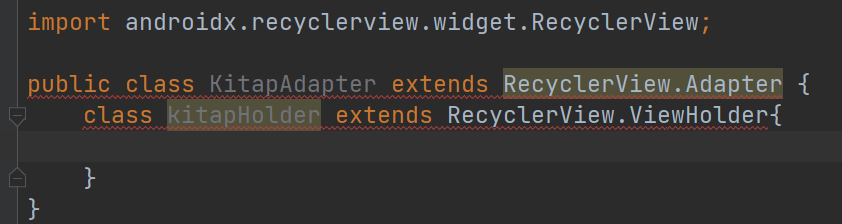 import androidx.recyclerview.widget.RecyclerView;
public class KitapAdapter extends RecyclerView.Adapter {
class kitapHolder extends RecyclerView.ViewHolder{
}
}